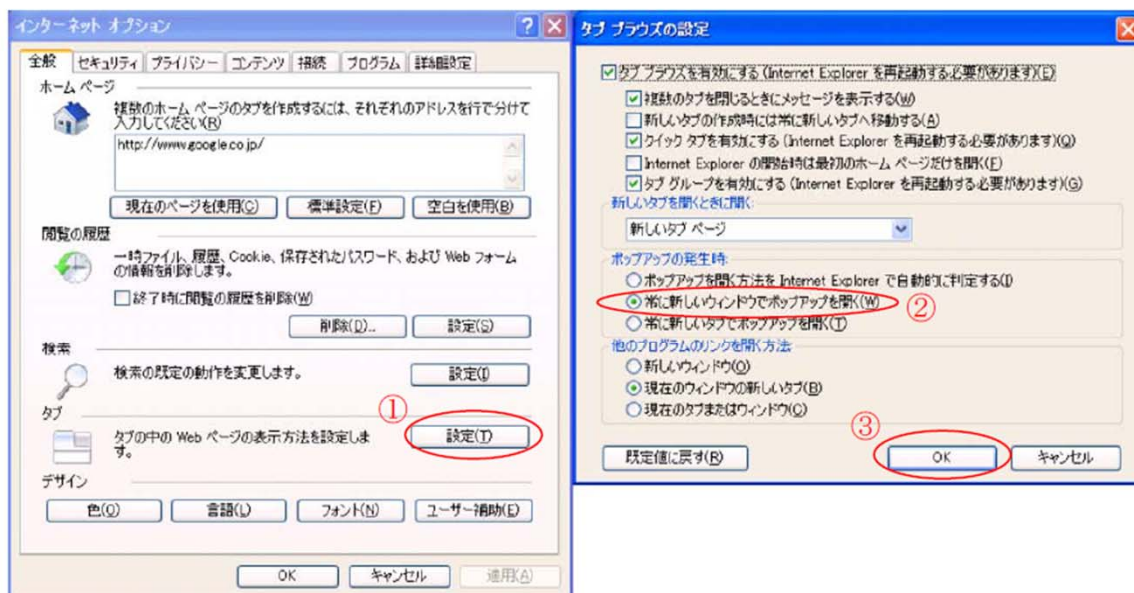 インターネット オプション
全般 セキュリティ プライバシー コンテンツ 接続 プログラム 詳細設定
ホーム ページ
複数のホーム ページのタブを作成するには、それぞれのアドレスを行で分けて
入力してください(R)
http://www.google.co.jp/
現在のページを使用(C) 標準設定(F) 空白を使用(B)
閲覧の履歴
一時ファイル、履歴、Cookie、保存されたパスワード、および Web フォーム
の情報を削除します。
終了時に閲覧の履歴を削除(W)
削除(D)... 設定(S)
検索
検索の既定の動作を変更します。 設定(I)
タブ
①
タブの中の Web ページの表示方法を設定しま
す。
設定(T)
デザイン
色(O) 言語(L) フォント(N) ユーザー補助(E)
OK キャンセル 適用(A)
タブ ブラウズの設定
タブ ブラウズを有効にする (Internet Explorer を再起動する必要があります)(E)
複数のタブを閉じるときにメッセージを表示する(W)
新しいタブの作成時には常に新しいタブへ移動する(A)
クイック タブを有効にする (Internet Explorer を再起動する必要があります)(Q)
Internet Explorer の開始時は最初のホーム ページだけを開く(F)
タブ グループを有効にする (Internet Explorer を再起動する必要があります)(G)
新しいタブを開くときに開く:
新しいタブ ページ
ポップアップの発生時:
ポップアップを開く方法を Internet Explorer で自動的に判定する(I)
常に新しいウィンドウでポップアップを開く(W) ②
常に新しいタブでポップアップを開く(T)
他のプログラムのリンクを開く方法:
新しいウィンドウ(O)
現在のウィンドウの新しいタブ(B)
現在のタブまたはウィンドウ(C)
③
既定値に戻す(R) OK キャンセル